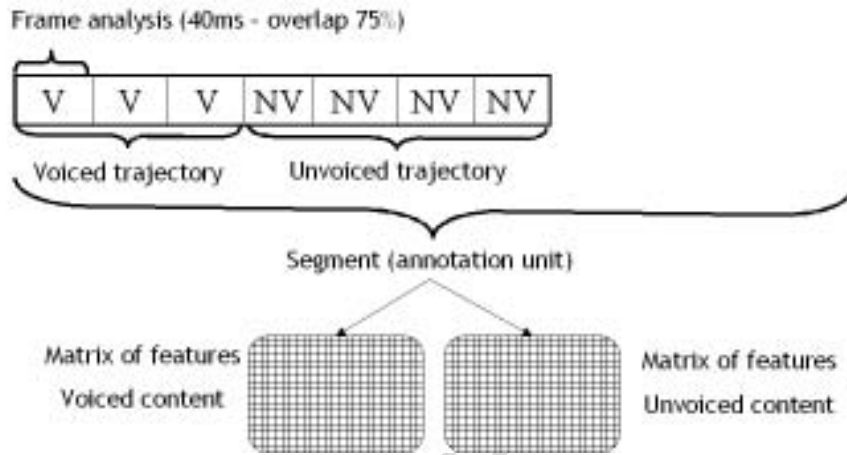 Frame analysis (40ms - overlap 75%)
V V V NV NV NV NV
Voiced trajectory Unvoiced trajectory
Segment (annotation unit)
Matrix of features
Voiced content
Matrix of features
Unvoiced content